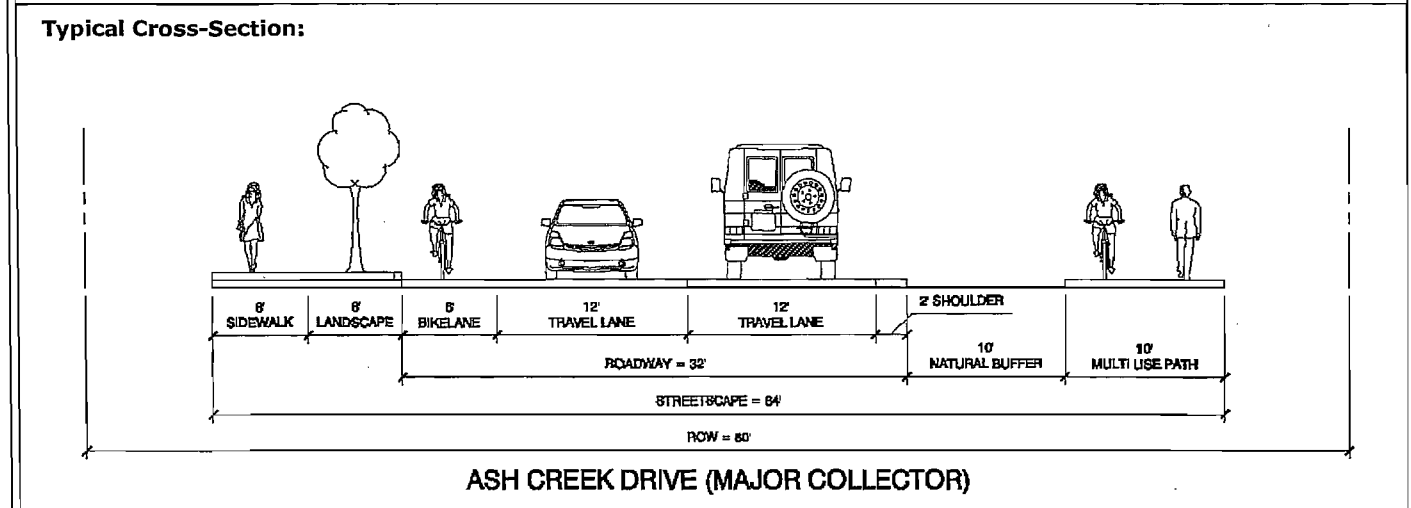 Typical Cross-Section:
6' SIDEWALK
6' LANDSCAPE
6' BIKELANE
12' TRAVEL LANE
12' TRAVEL LANE
2' SHOULDER
10' NATURAL BUFFER
10' MULTI USE PATH
ROADWAY = 32'
STREETSCAPE = 64'
ROW = 80'
ASH CREEK DRIVE (MAJOR COLLECTOR)